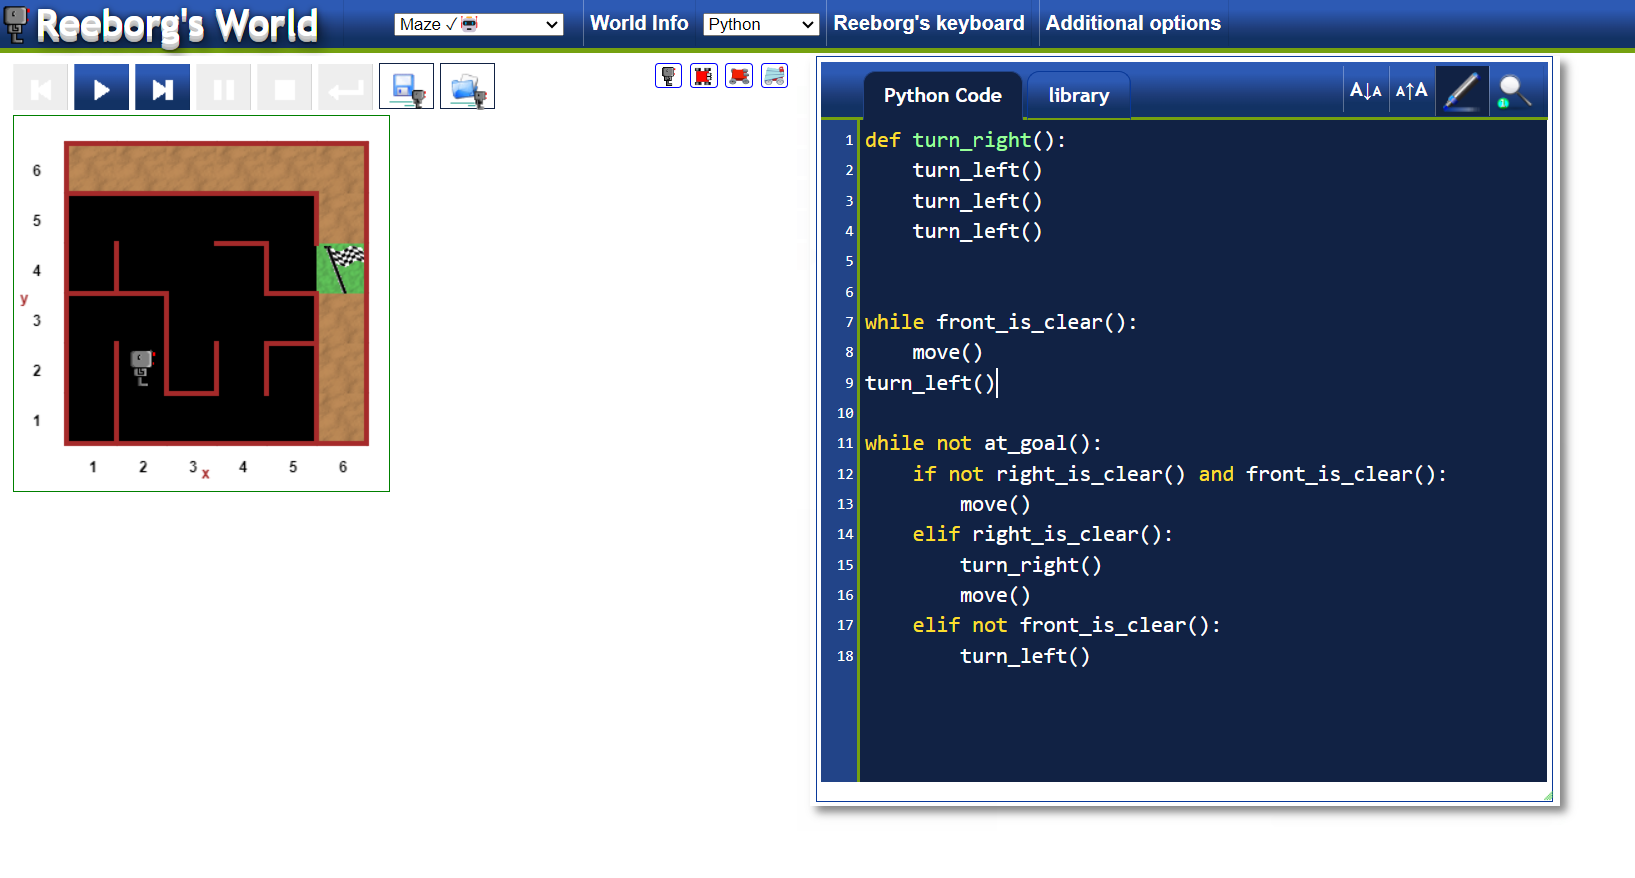 Reeborg's World
Maze ✓
World Info
Python
Reeborg's keyboard
Additional options
Python Code
library
A↓A
A↑A
6
5
4
y
3
2
1
1 2 3 x 4 5 6
1 def turn_right():
2     turn_left()
3     turn_left()
4     turn_left()
5
6
7 while front_is_clear():
8     move()
9 turn_left()
10
11 while not at_goal():
12     if not right_is_clear() and front_is_clear():
13         move()
14     elif right_is_clear():
15         turn_right()
16         move()
17     elif not front_is_clear():
18         turn_left()